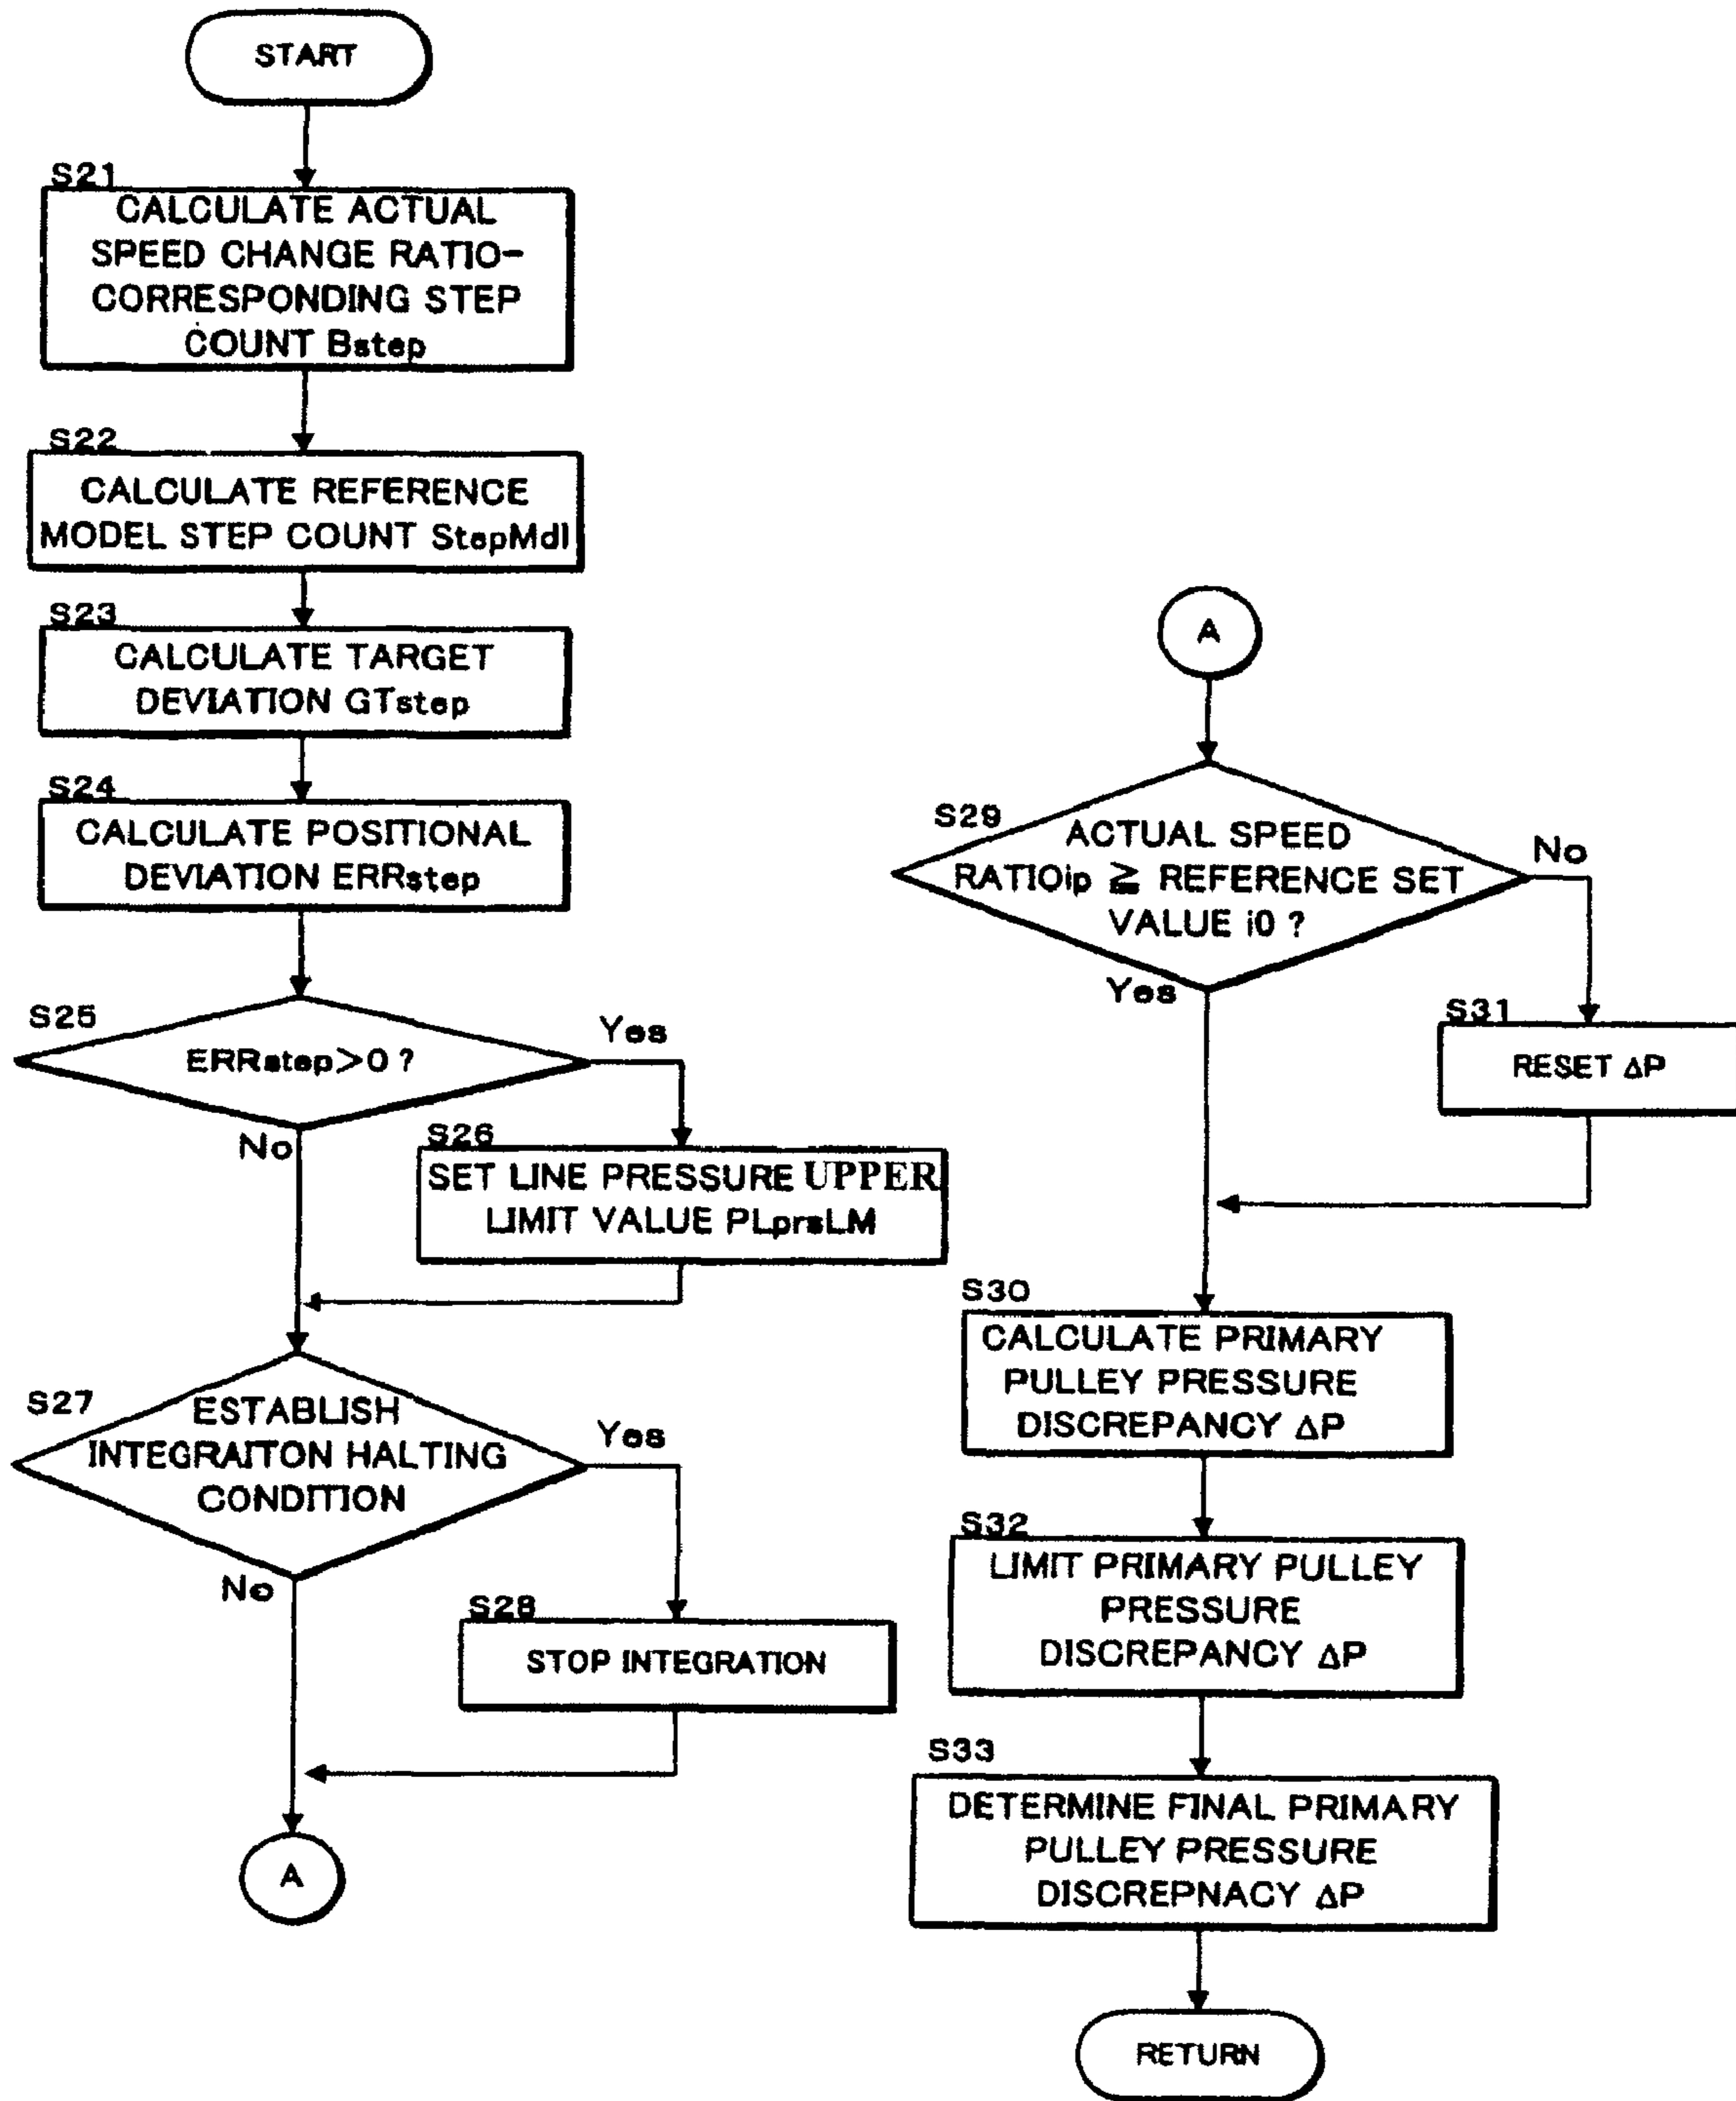 START
S21
CALCULATE ACTUAL
SPEED CHANGE RATIO-
CORRESPONDING STEP
COUNT Bstep
S22
CALCULATE REFERENCE
MODEL STEP COUNT StepMdl
S23
CALCULATE TARGET
DEVIATION GTstep
S24
CALCULATE POSITIONAL
DEVIATION ERRstep
S25
ERRstep>0 ?
Yes
No
S26
SET LINE PRESSURE UPPER
LIMIT VALUE PLprsLM
S27
ESTABLISH
INTEGRAITON HALTING
CONDITION
Yes
No
S28
STOP INTEGRATION
A
A
S29
ACTUAL SPEED
RATIOip ≧ REFERENCE SET
VALUE i0 ?
No
Yes
S31
RESET ΔP
S30
CALCULATE PRIMARY
PULLEY PRESSURE
DISCREPANCY ΔP
S32
LIMIT PRIMARY PULLEY
PRESSURE
DISCREPANCY ΔP
S33
DETERMINE FINAL PRIMARY
PULLEY PRESSURE
DISCREPNACY ΔP
RETURN